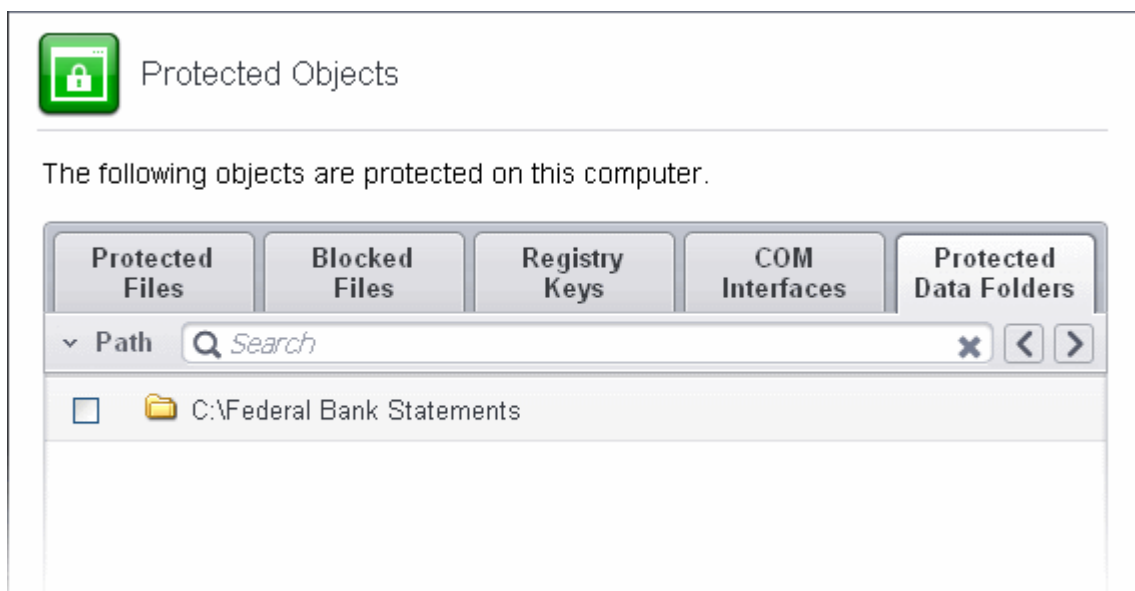 Protected Objects
The following objects are protected on this computer.
Protected Files
Blocked Files
Registry Keys
COM Interfaces
Protected Data Folders
Path
Search
C:\Federal Bank Statements